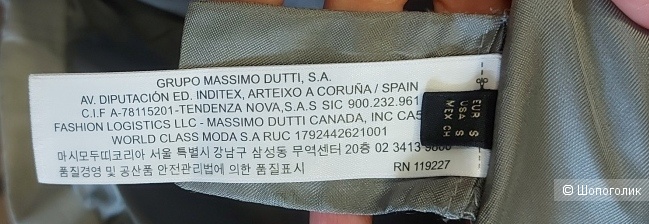 GRUPO MASSIMO DUTTI, S.A.
AV. DIPUTACIÓN ED. INDITEX, ARTEIXO A CORUÑA / SPAIN
C.I.F A-78115201-TENDENZA NOVA,S.A.S SIC 900.232.961
FASHION LOGISTICS LLC - MASSIMO DUTTI CANADA, INC CA5
WORLD CLASS MODA S.A RUC 1792442621001
마시모두띠코리아 서울 특별시 강남구 삼성동 무역센터 20층 02 3413
품질경영 및 공산품 안전관리법에 의한 품질표시
RN 119227
EUR S
USA S
MEX CH
© Шопоголик